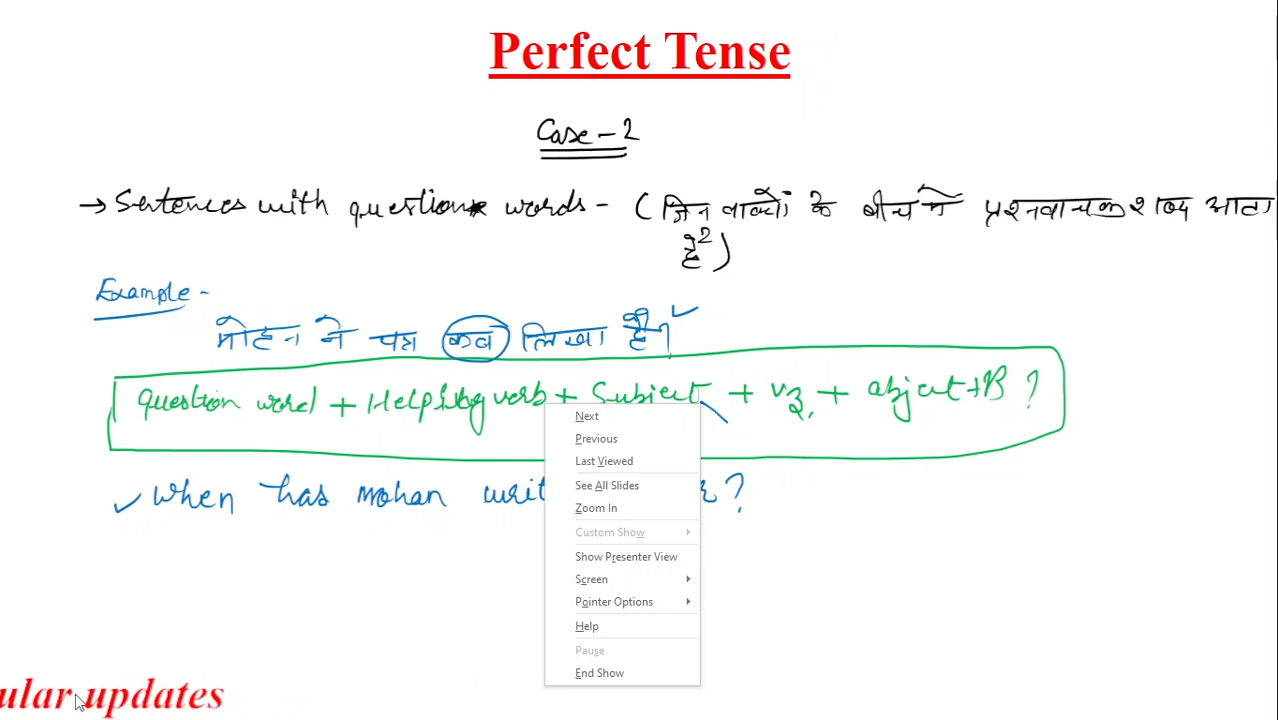 Perfect Tense
Case - 2
→ Sentences with question words - (जिन वाक्यों के बीच में प्रश्नवाचक शब्द आता
है)
Example -
मोहन ने पत्र कब लिखा है।
question word + Helping verb + Subject + V3 + object + B ?
When has mohan writ ?
Next
Previous
Last Viewed
See All Slides
Zoom In
Custom Show
Show Presenter View
Screen
Pointer Options
Help
Pause
End Show
ular updates